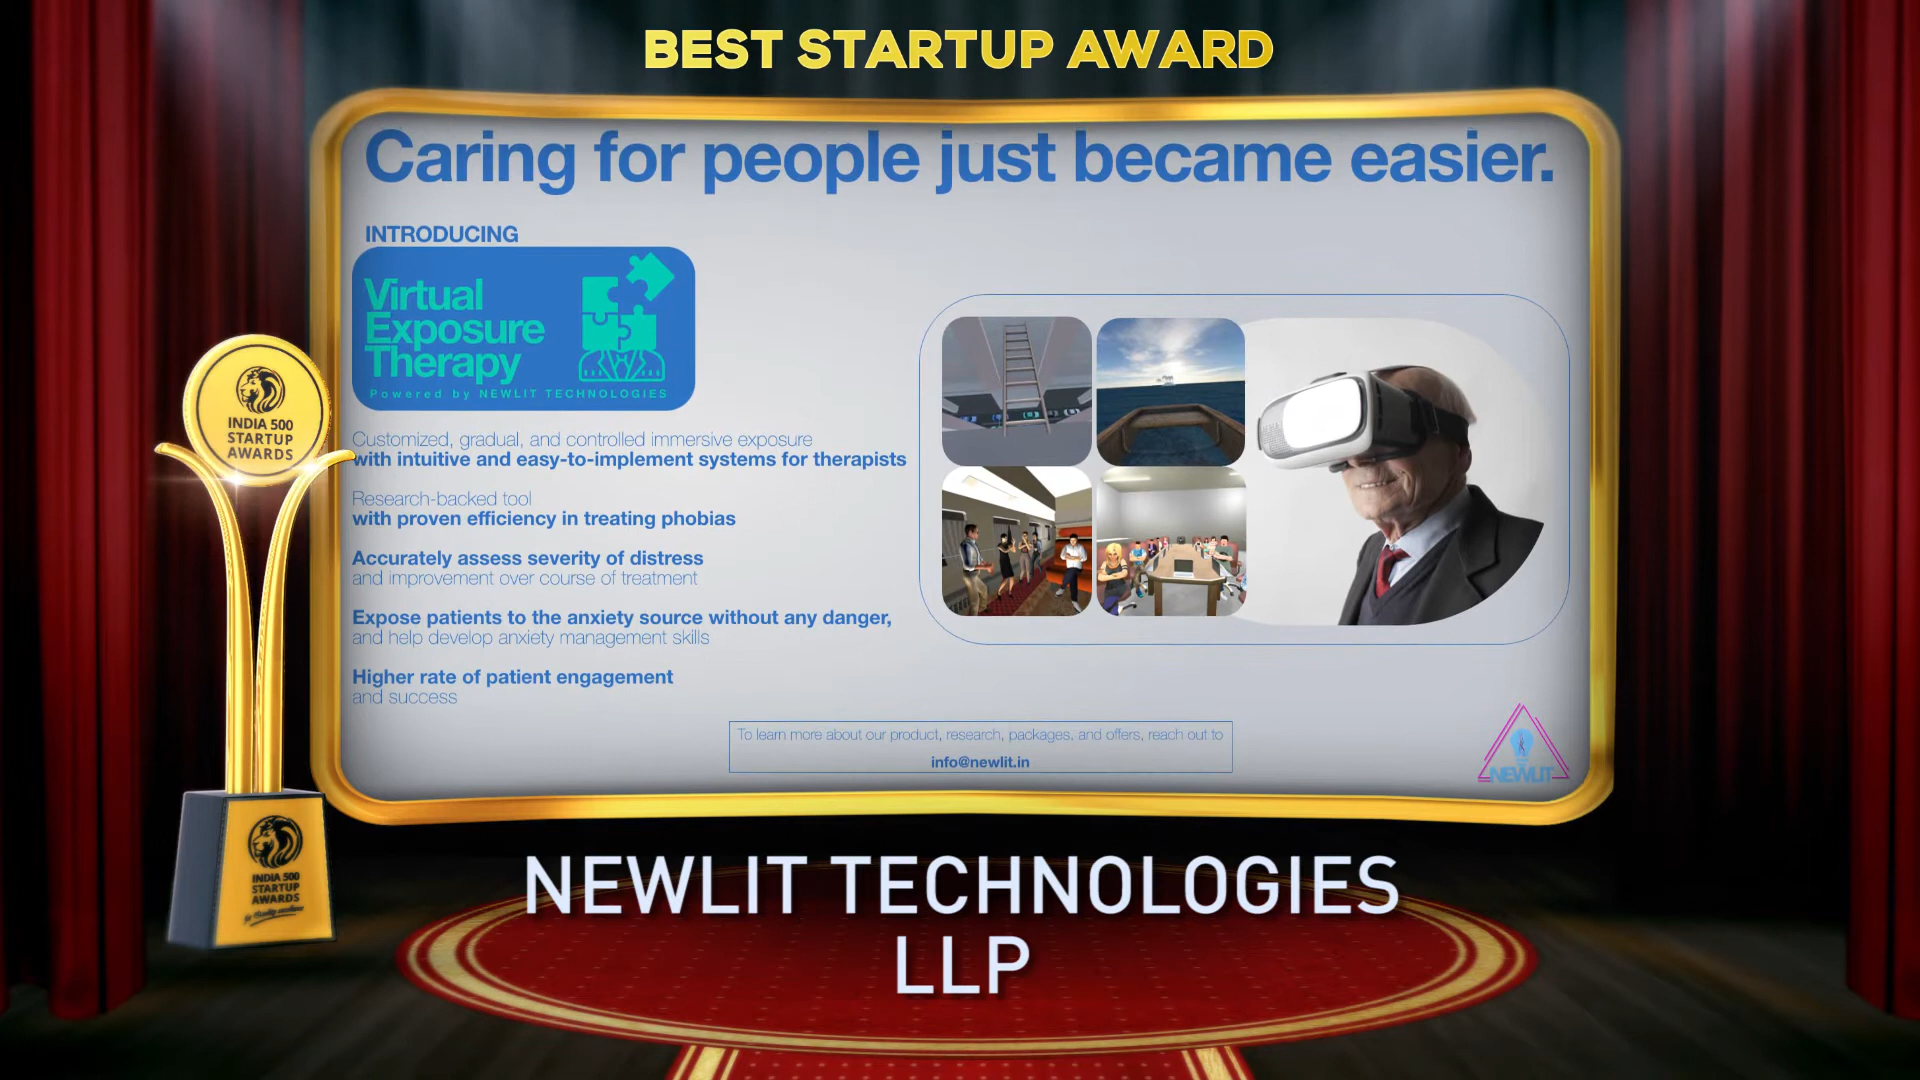 BEST STARTUP AWARD
Caring for people just became easier.
INTRODUCING
Virtual
Exposure
Therapy
Powered by NEWLIT TECHNOLOGIES
Customized, gradual, and controlled immersive exposure
with intuitive and easy-to-implement systems for therapists
Research-backed tool
with proven efficiency in treating phobias
Accurately assess severity of distress
and improvement over course of treatment
Expose patients to the anxiety source without any danger,
and help develop anxiety management skills
Higher rate of patient engagement
and success
To learn more about our product, research, packages, and offers, reach out to
info@newlit.in
NEWLIT
INDIA 500
STARTUP
AWARDS
INDIA 500
STARTUP
AWARDS
NEWLIT TECHNOLOGIES
LLP